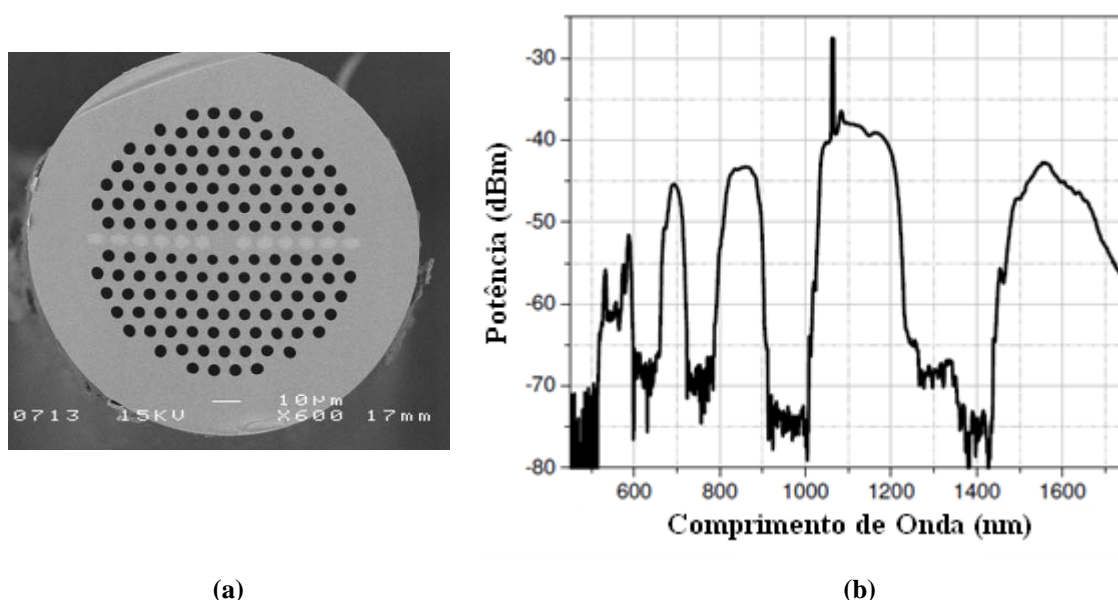 10µm
0713 15KV X600 17mm
Potência (dBm)
-30
-40
-50
-60
-70
-80
600 800 1000 1200 1400 1600
Comprimento de Onda (nm)
(a)
(b)